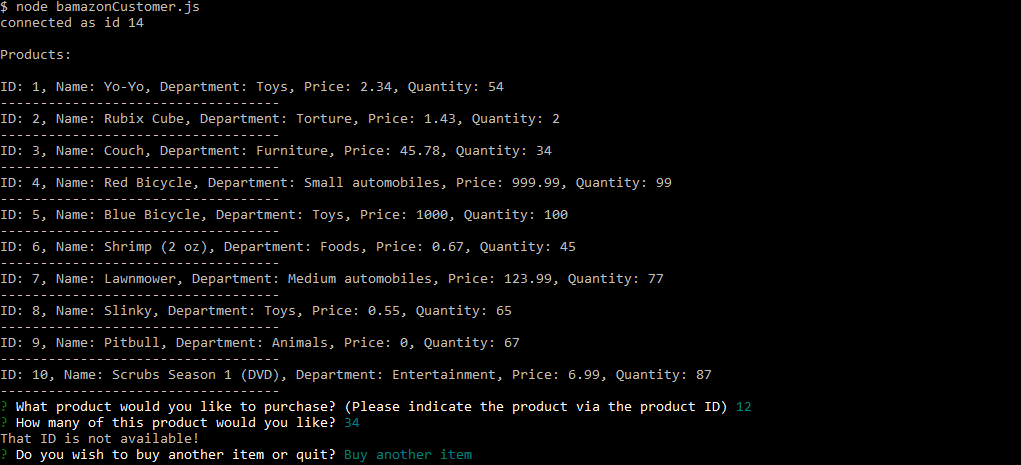 $ node bamazonCustomer.js
connected as id 14
Products:
ID: 1, Name: Yo-Yo, Department: Toys, Price: 2.34, Quantity: 54
-----------------------------------
ID: 2, Name: Rubix Cube, Department: Torture, Price: 1.43, Quantity: 2
-----------------------------------
ID: 3, Name: Couch, Department: Furniture, Price: 45.78, Quantity: 34
-----------------------------------
ID: 4, Name: Red Bicycle, Department: Small automobiles, Price: 999.99, Quantity: 99
-----------------------------------
ID: 5, Name: Blue Bicycle, Department: Toys, Price: 1000, Quantity: 100
-----------------------------------
ID: 6, Name: Shrimp (2 oz), Department: Foods, Price: 0.67, Quantity: 45
-----------------------------------
ID: 7, Name: Lawnmower, Department: Medium automobiles, Price: 123.99, Quantity: 77
-----------------------------------
ID: 8, Name: Slinky, Department: Toys, Price: 0.55, Quantity: 65
-----------------------------------
ID: 9, Name: Pitbull, Department: Animals, Price: 0, Quantity: 67
-----------------------------------
ID: 10, Name: Scrubs Season 1 (DVD), Department: Entertainment, Price: 6.99, Quantity: 87
-----------------------------------
? What product would you like to purchase? (Please indicate the product via the product ID) 12
? How many of this product would you like? 34
That ID is not available!
? Do you wish to buy another item or quit? Buy another item